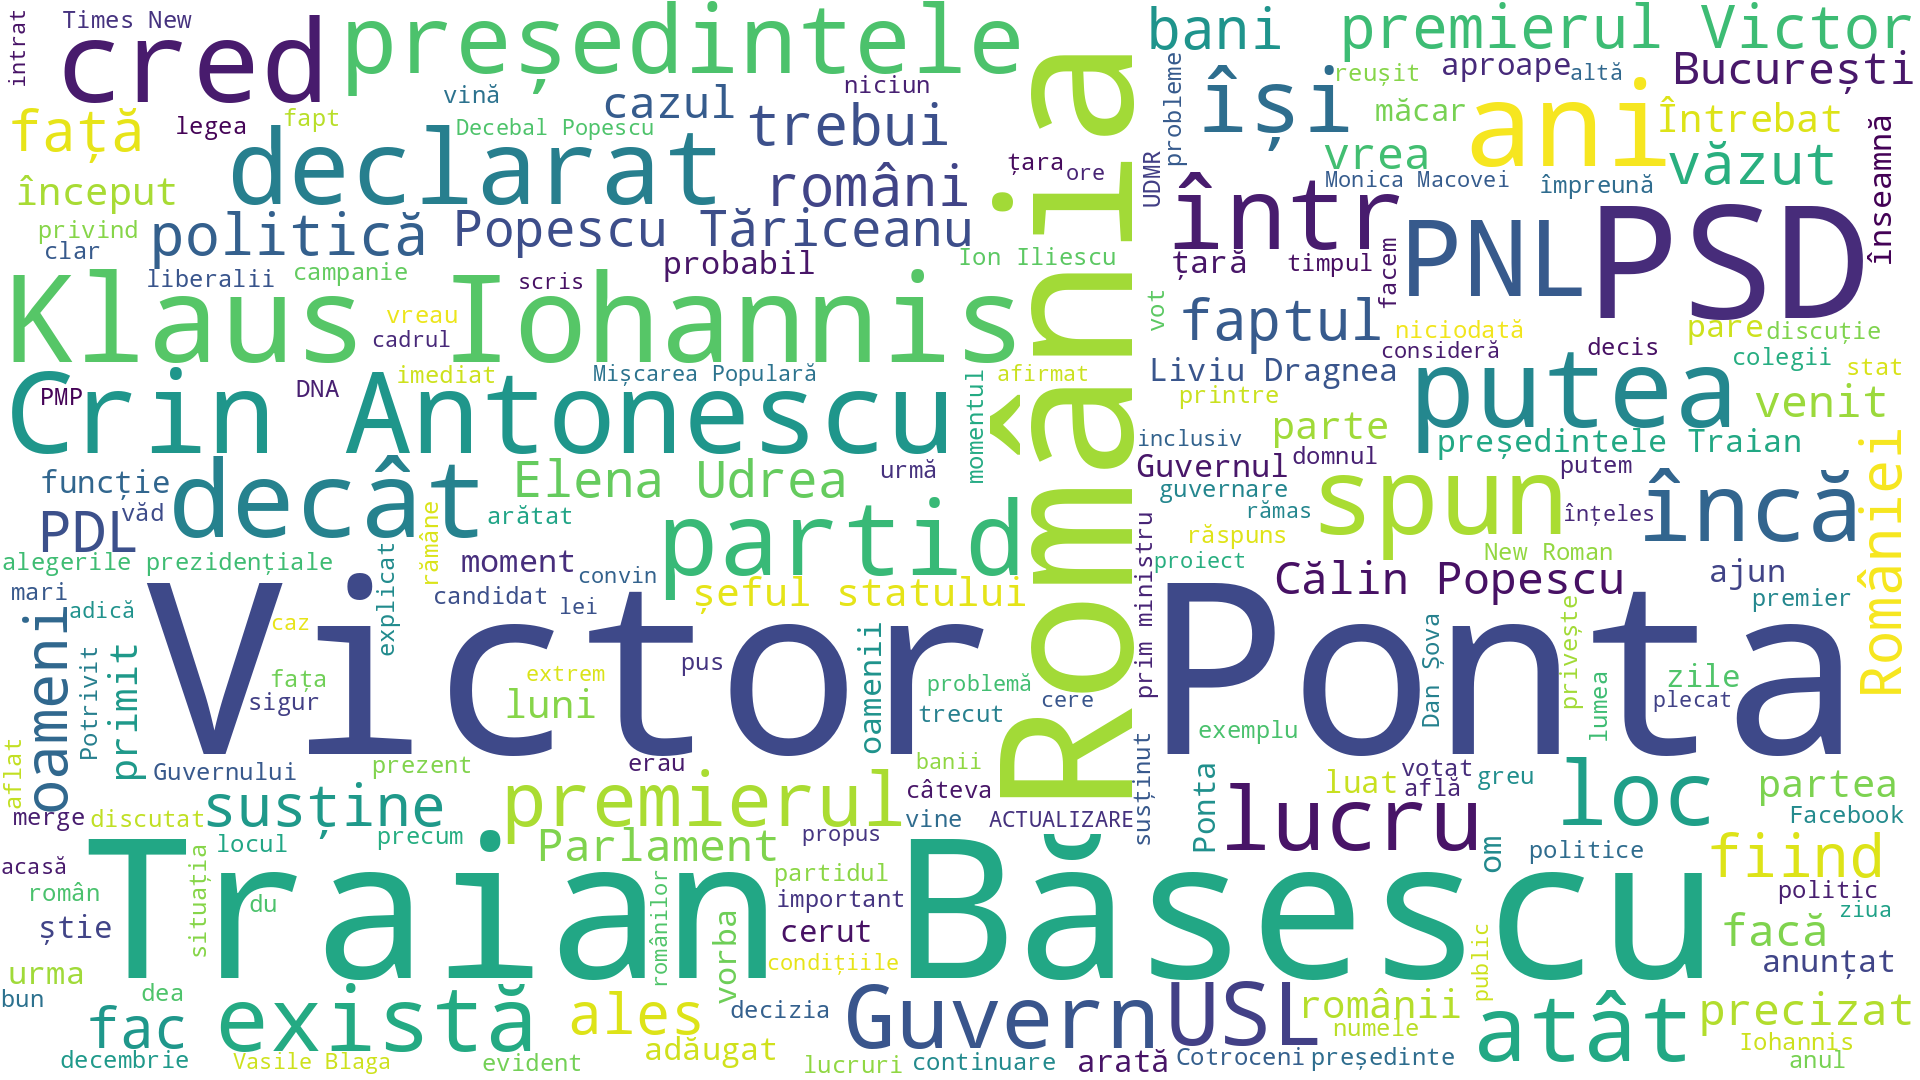 intrat
Times New
cred
președintele
bani
premierul Victor
vină
cazul
niciun
probleme
reușit
aproape
altă
București
față
legea
fapt
declarat
Decebal Popescu
trebui
România
își
măcar
ani
Întrebat
înseamnă
început
români
țara
ore
UDMR
vrea
Monica Macovei
împreună
văzut
privind
clar
politică
Popescu Tăriceanu
într
PNL
PSD
liberalii
campanie
scris
probabil
Ion Iliescu
țară
timpul
facem
Klaus Iohannis
vreau
cadrul
vot
faptul
niciodată
pare
discuție
consideră
decis
colegii
stat
Crin Antonescu
PMP
DNA
imediat
Mișcarea Populară
afirmat
momentul
Liviu Dragnea
printre
putea
venit
parte
președintele Traian
României
funcție
văd
PDL
decât
Elena Udrea
urmă
arătat
partid
inclusiv
Guvernul
domnul
putem
guvernare
rămas
spun
înțeles
încă
răspuns
New Roman
alegerile prezidențiale
rămâne
moment
convin
explicat
proiect
prim ministru
Călin Popescu
ajun
mari
adică
candidat
lei
șeful statului
premier
oameni
caz
Victor Ponta
Dan Șova
privește
zile
Potrivit
primit
fața
sigur
extrem
luni
pus
oamenii
problemă
trecut
cere
exemplu
lumea
plecat
aflat
Guvernului
prezent
erau
banii
câteva
susținut
Ponta
luat
votat
află
greu
loc
partea
merge
discutat
susține
premierul
vine
ACTUALIZARE
lucru
Facebook
locul
precum
Parlament
propus
om
politice
fiind
acasă
român
Traian Băsescu
situația
du
românilor
partidul
important
politic
ziua
știe
vorba
cerut
facă
urma
condițiile
public
anunțat
bun
dea
fac
există
ales
decizia
Guvern
USL
românii
numele
atât
precizat
decembrie
Vasile Blaga
evident
adăugat
lucruri
continuare
arată
Cotroceni
președinte
Iohannis
anul